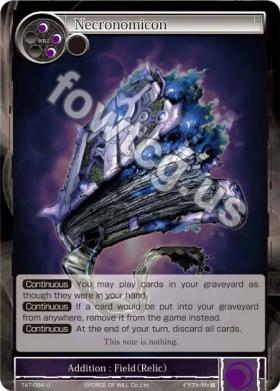 Necronomicon
WILL
fowtcg.us
Continuous You may play cards in your graveyard as
though they were in your hand.
Continuous If a card would be put into your graveyard
from anywhere, remove it from the game instead.
Continuous At the end of your turn, discard all cards.
This note is nothing.
Addition : Field (Relic)
TAT-084 U
©FORCE OF WILL Co.,Ltd.